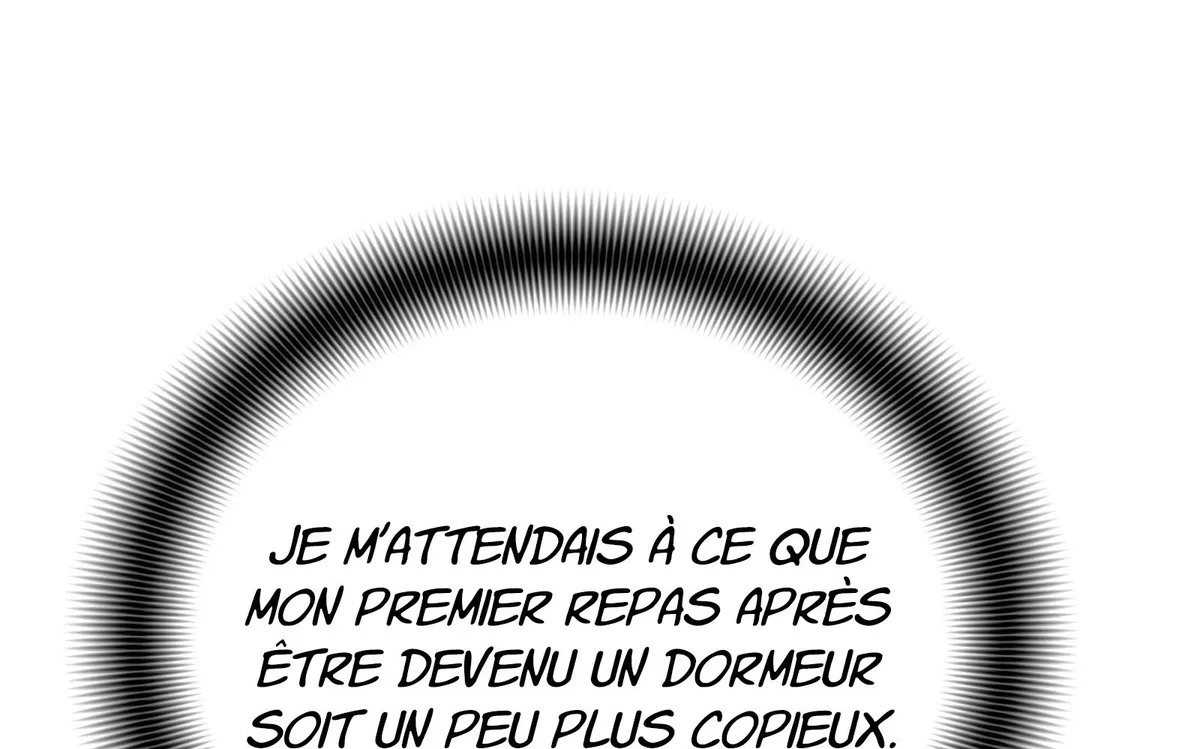 JE M'ATTENDAIS À CE QUE
MON PREMIER REPAS APRÈS
ÊTRE DEVENU UN DORMEUR
SOIT UN PEU PLUS COPIEUX.